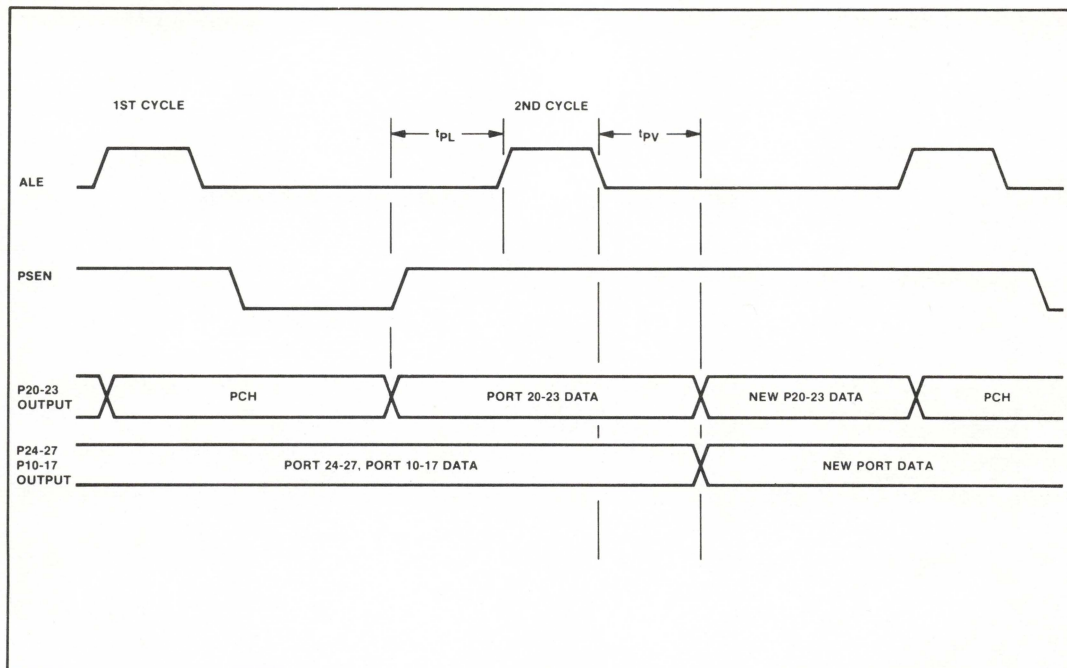 1ST CYCLE
2ND CYCLE
tPL
tPV
ALE
PSEN
P20-23
OUTPUT
PCH
PORT 20-23 DATA
NEW P20-23 DATA
PCH
P24-27
P10-17
OUTPUT
PORT 24-27, PORT 10-17 DATA
NEW PORT DATA